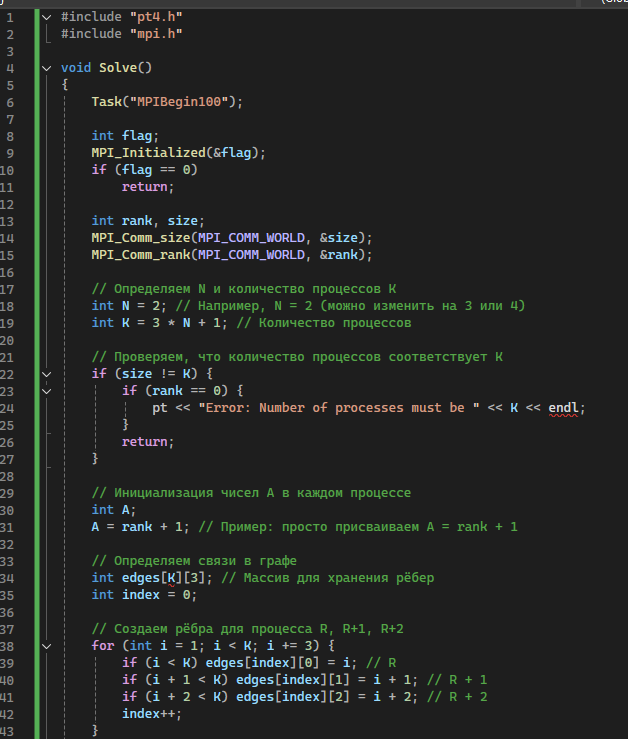 1 #include "pt4.h"
2 #include "mpi.h"
3
4 void Solve()
5 {
6 Task("MPIBegin100");
7
8 int flag;
9 MPI_Initialized(&flag);
10 if (flag == 0)
11 return;
12
13 int rank, size;
14 MPI_Comm_size(MPI_COMM_WORLD, &size);
15 MPI_Comm_rank(MPI_COMM_WORLD, &rank);
16
17 // Определяем N и количество процессов K
18 int N = 2; // Например, N = 2 (можно изменить на 3 или 4)
19 int K = 3 * N + 1; // Количество процессов
20
21 // Проверяем, что количество процессов соответствует K
22 if (size != K) {
23 if (rank == 0) {
24 pt << "Error: Number of processes must be " << K << endl;
25 }
26 return;
27 }
28
29 // Инициализация чисел A в каждом процессе
30 int A;
31 A = rank + 1; // Пример: просто присваиваем A = rank + 1
32
33 // Определяем связи в графе
34 int edges[K][3]; // Массив для хранения рёбер
35 int index = 0;
36
37 // Создаем рёбра для процесса R, R+1, R+2
38 for (int i = 1; i < K; i += 3) {
39 if (i < K) edges[index][0] = i; // R
40 if (i + 1 < K) edges[index][1] = i + 1; // R + 1
41 if (i + 2 < K) edges[index][2] = i + 2; // R + 2
42 index++;
43 }